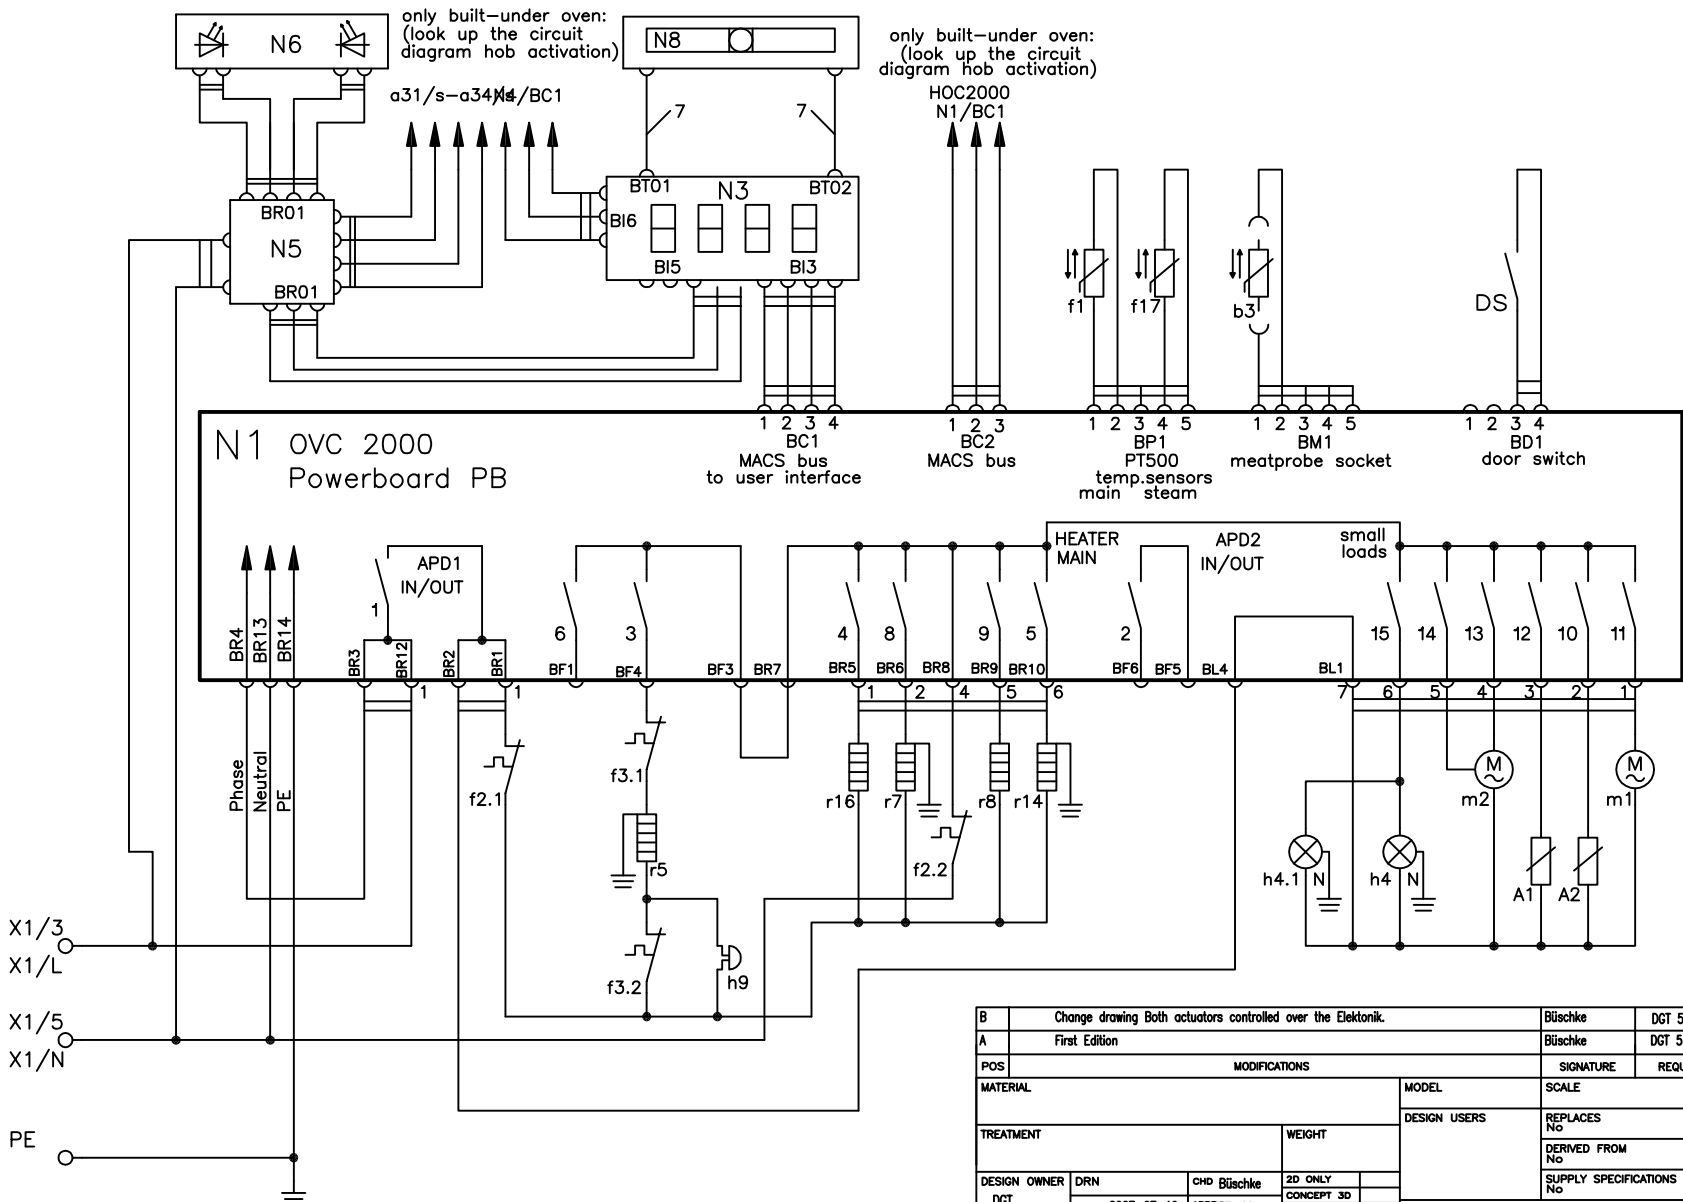 only built-under oven:
(look up the circuit
diagram hob activation)
N6
N8
only built-under oven:
(look up the circuit
diagram hob activation)
HOC2000
N1/BC1
a31/s-a34/s
N4/BC1
7
7
BT01
N3
BT02
BI6
BR01
N5
BR01
BI5
BI3
f1
f17
b3
DS
1 2 3 4
BC1
MACS bus
to user interface
1 2 3
BC2
MACS bus
1 2 3 4 5
BP1
PT500
temp.sensors
main steam
1 2 3 4 5
BM1
meatprobe socket
1 2 3 4
BD1
door switch
N1 OVC 2000
Powerboard PB
APD1
IN/OUT
HEATER
MAIN
APD2
IN/OUT
small
loads
1
6
3
4
8
9
5
2
15
14
13
12
10
11
BR4
BR13
BR14
BR3
BR12
BR2
BR1
BF1
BF4
BF3
BR7
BR5
BR6
BR8
BR9
BR10
BF6
BF5
BL4
BL1
1
1
1
2
4
5
6
7
6
5
4
3
2
1
Phase
Neutral
PE
f2.1
f3.1
r16
r7
r8
r14
M
m2
M
m1
r5
f2.2
h4.1
N
h4
N
A1
A2
f3.2
h9
X1/3
X1/L
X1/5
X1/N
PE
B Change drawing Both actuators controlled over the Elektonik. Büschke DGT 5
A First Edition Büschke DGT 5
POS MODIFICATIONS SIGNATURE REQU
MATERIAL MODEL SCALE
DESIGN USERS REPLACES
No
TREATMENT WEIGHT
DERIVED FROM
No
DESIGN OWNER DRN CHD Büschke 2D ONLY SUPPLY SPECIFICATIONS
No
DGT CONCEPT 3D